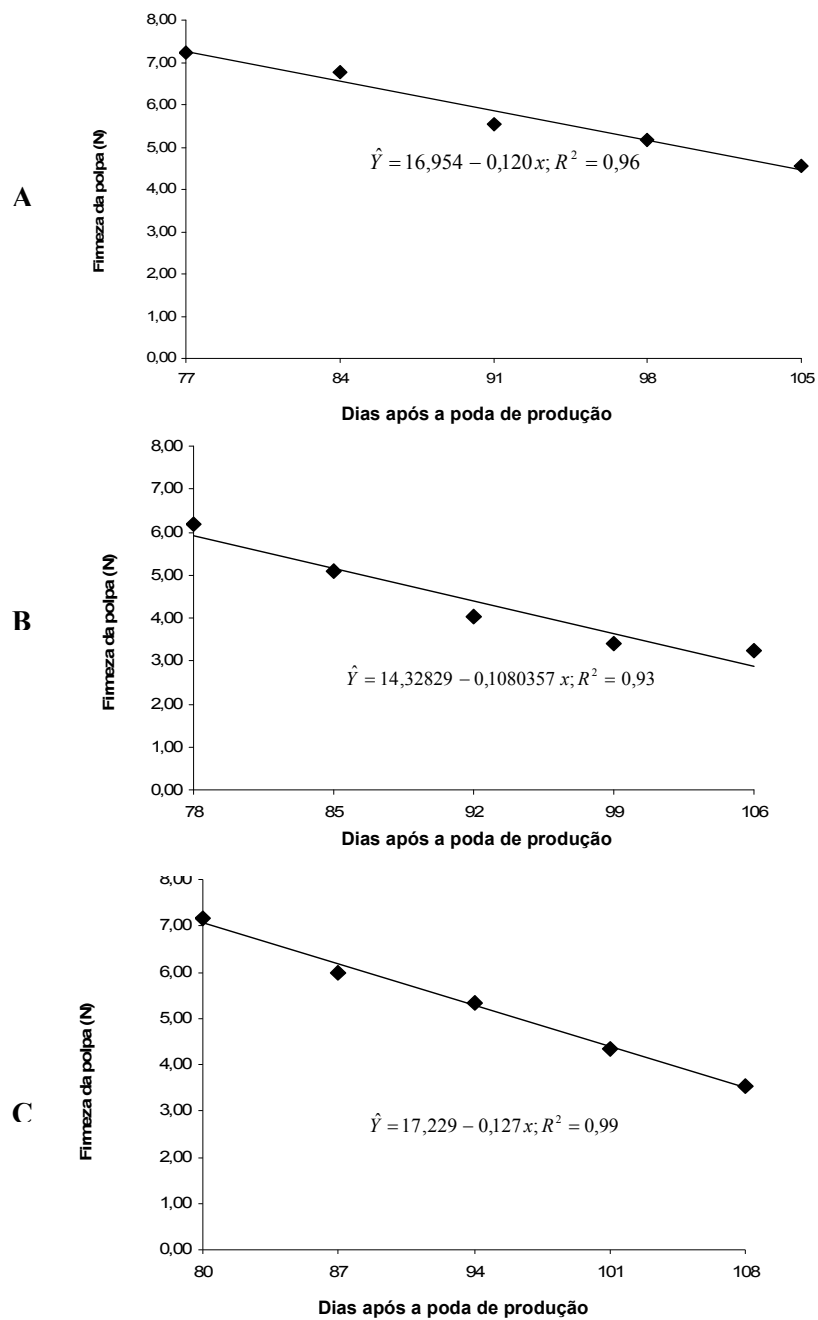 A
Firmeza da polpa (N)
8,00
7,00
6,00
5,00
4,00
3,00
2,00
1,00
0,00
Ŷ = 16,954 − 0,120 x; R² = 0,96
77 84 91 98 105
Dias após a poda de produção
B
Firmeza da polpa (N)
8,00
7,00
6,00
5,00
4,00
3,00
2,00
1,00
0,00
Ŷ = 14,32829 − 0,1080357 x; R² = 0,93
78 85 92 99 106
Dias após a poda de produção
C
Firmeza da polpa (N)
8,00
7,00
6,00
5,00
4,00
3,00
2,00
1,00
0,00
Ŷ = 17,229 − 0,127 x; R² = 0,99
80 87 94 101 108
Dias após a poda de produção